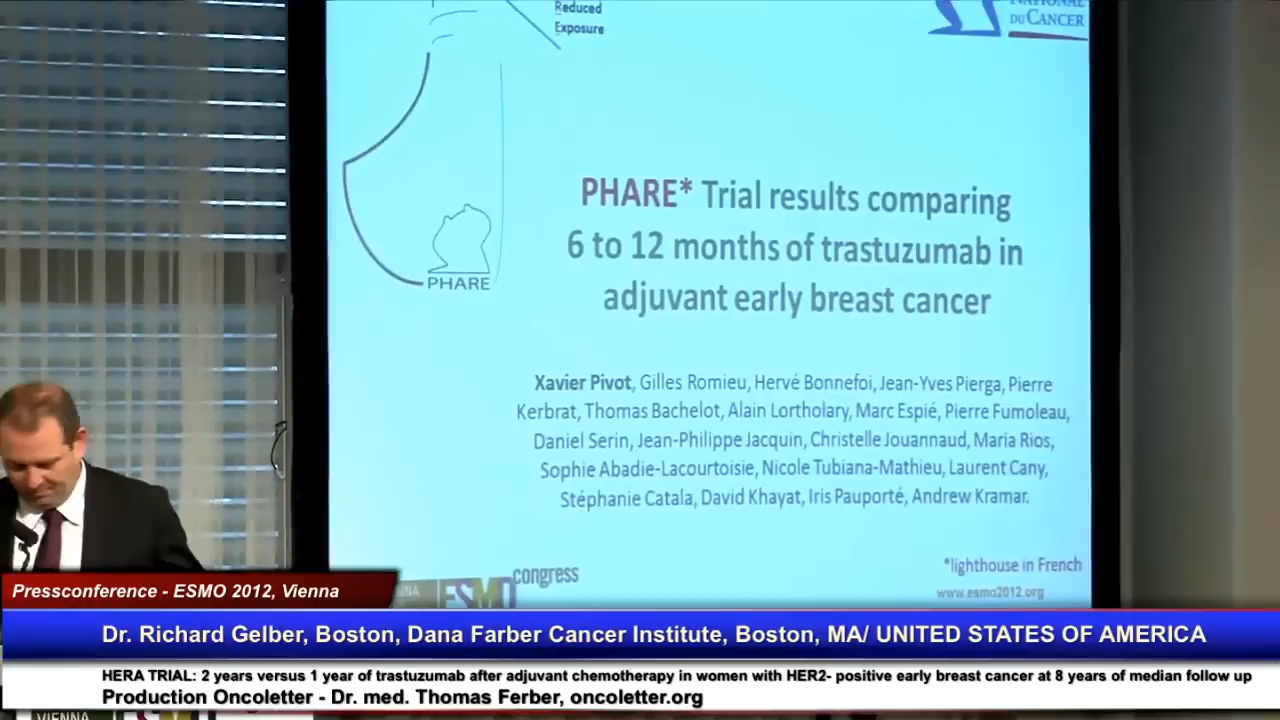 Reduced
Exposure
NATIONAL
DU CANCER
PHARE
PHARE* Trial results comparing
6 to 12 months of trastuzumab in
adjuvant early breast cancer
Xavier Pivot, Gilles Romieu, Hervé Bonnefoi, Jean-Yves Pierga, Pierre
Kerbrat, Thomas Bachelot, Alain Lortholary, Marc Espié, Pierre Fumoleau,
Daniel Serin, Jean-Philippe Jacquin, Christelle Jouannaud, Maria Rios,
Sophie Abadie-Lacourtoisie, Nicole Tubiana-Mathieu, Laurent Cany,
Stéphanie Catala, David Khayat, Iris Pauporté, Andrew Kramar.
*lighthouse in French
www.esmo2012.org
ESMO congress
Pressconference - ESMO 2012, Vienna
Dr. Richard Gelber, Boston, Dana Farber Cancer Institute, Boston, MA/ UNITED STATES OF AMERICA
HERA TRIAL: 2 years versus 1 year of trastuzumab after adjuvant chemotherapy in women with HER2- positive early breast cancer at 8 years of median follow up
Production Oncoletter - Dr. med. Thomas Ferber, oncoletter.org
VIENNA